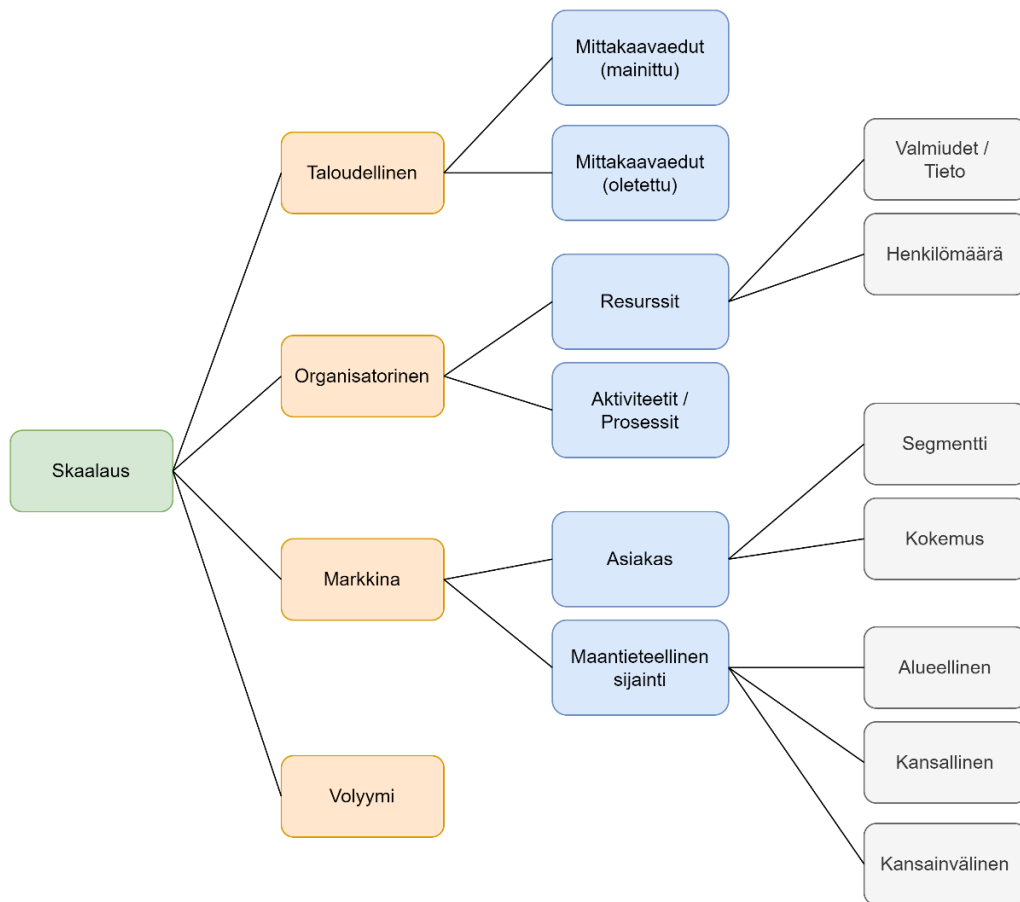 Mittakaavaedut
(mainittu)
Taloudellinen
Mittakaavaedut
(oletettu)
Valmiudet /
Tieto
Henkilömäärä
Resurssit
Organisatorinen
Aktiviteetit /
Prosessit
Skaalaus
Segmentti
Kokemus
Asiakas
Markkina
Maantieteellinen
sijainti
Alueellinen
Kansallinen
Kansainvälinen
Volyymi